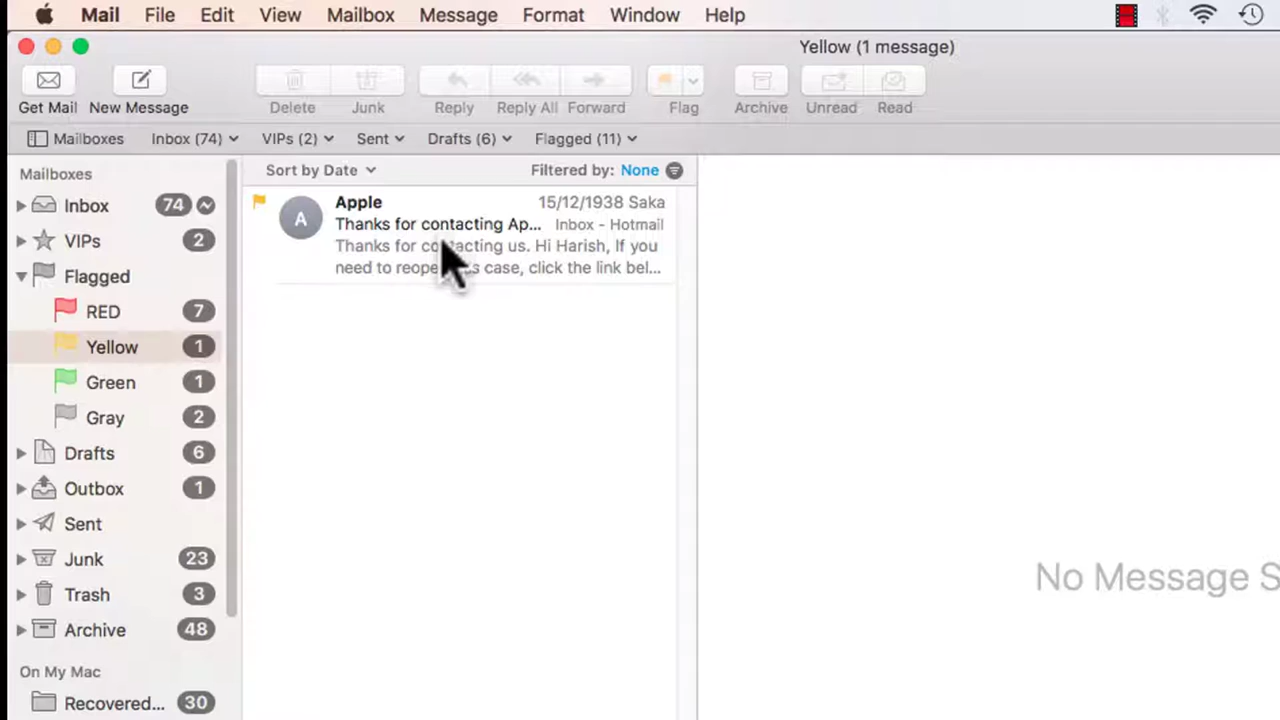 Mail File Edit View Mailbox Message Format Window Help
Yellow (1 message)
Get Mail New Message Delete Junk Reply Reply All Forward Flag Archive Unread Read
Mailboxes Inbox (74) VIPs (2) Sent Drafts (6) Flagged (11)
Mailboxes
Inbox 74
VIPs 2
Flagged
RED 7
Yellow 1
Green 1
Gray 2
Drafts 6
Outbox 1
Sent
Junk 23
Trash 3
Archive 48
On My Mac
Recovered... 30
Sort by Date Filtered by: None
A
Apple 15/12/1938 Saka
Thanks for contacting Ap... Inbox - Hotmail
Thanks for contacting us. Hi Harish, If you
need to case, click the link bel...
No Message S